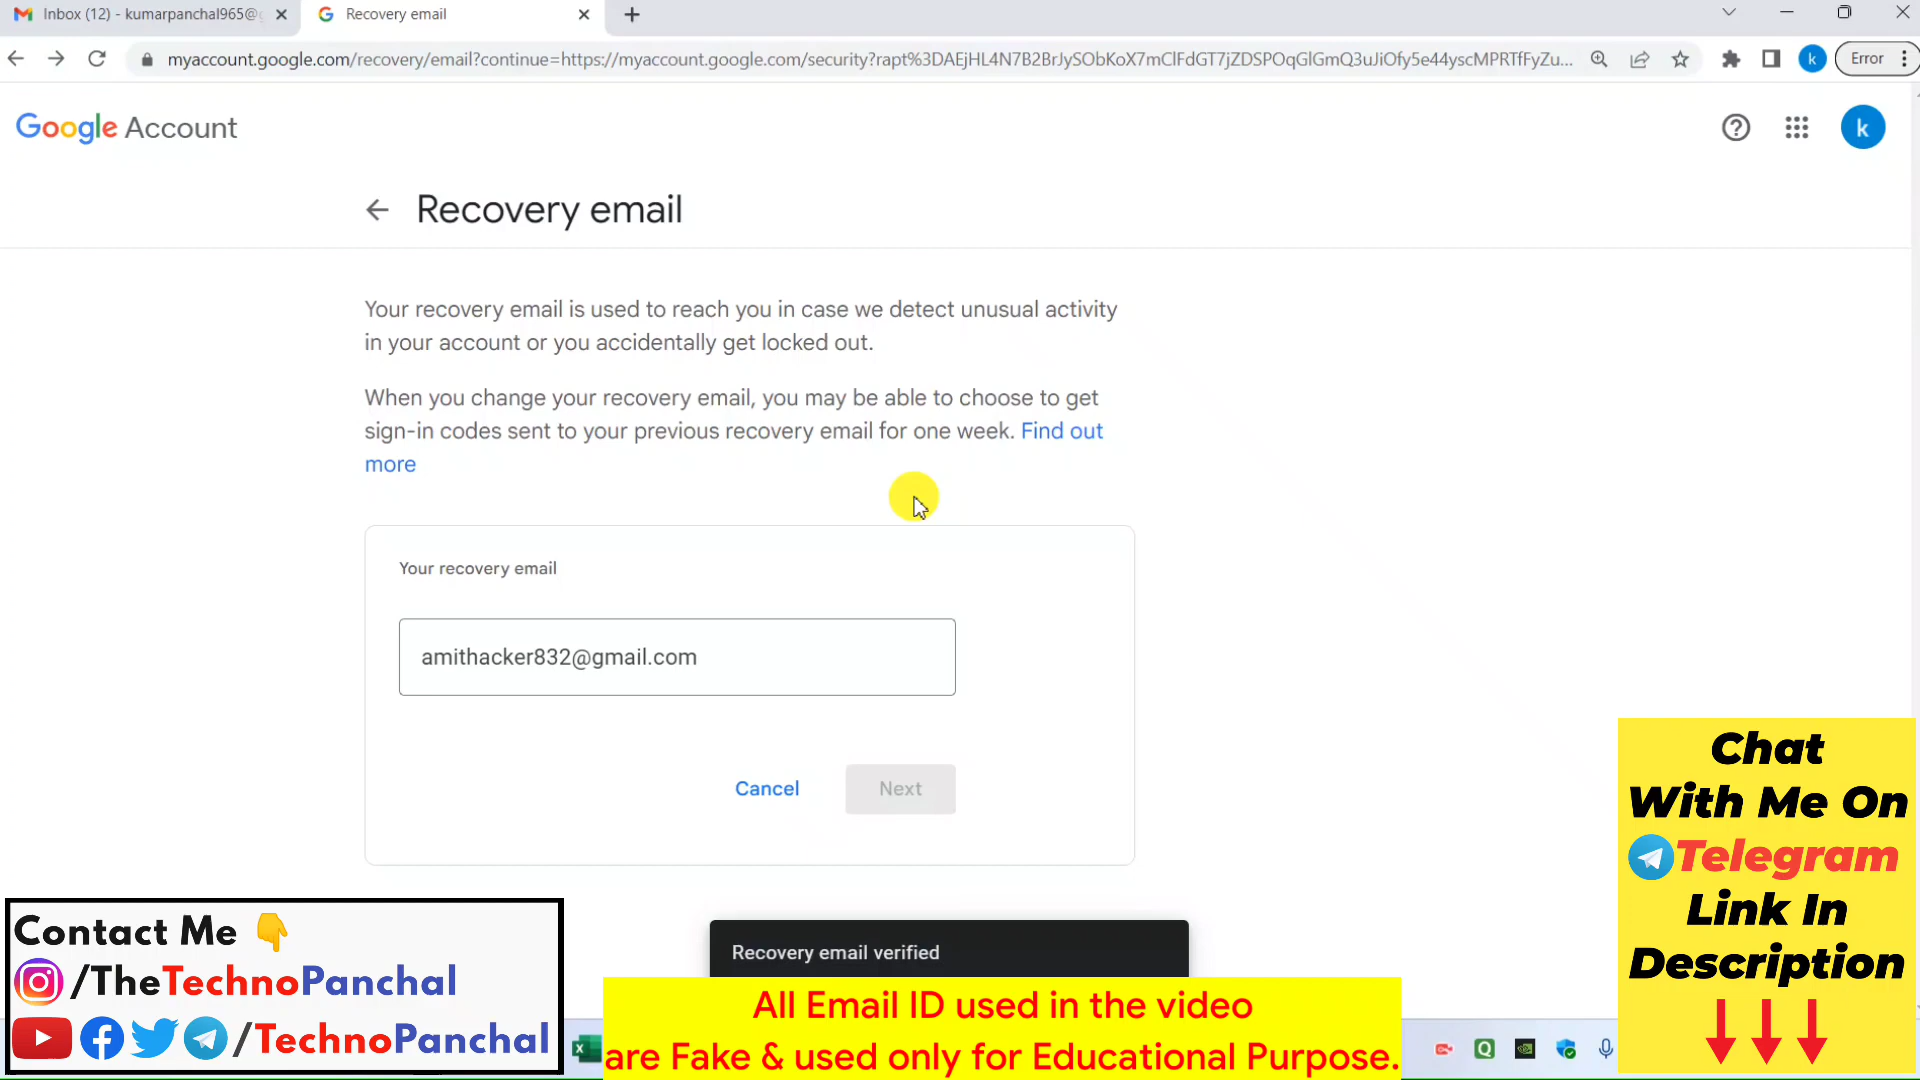 Inbox (12) - kumarpanchal965@g
Recovery email
myaccount.google.com/recovery/email?continue=https://myaccount.google.com/security?rapt%3DAEjHL4N7B2BrJySObKoX7mClFdGT7jZDSPOqGlGmQ3uJiOfy5e44yscMPRTfFyZu...
k
Error
Google Account
k
Recovery email
Your recovery email is used to reach you in case we detect unusual activity
in your account or you accidentally get locked out.
When you change your recovery email, you may be able to choose to get
sign-in codes sent to your previous recovery email for one week. Find out
more
Your recovery email
amithacker832@gmail.com
Cancel
Next
Recovery email verified
Chat
With Me On
Telegram
Link In
Description
Contact Me
/TheTechnoPanchal
/TechnoPanchal
All Email ID used in the video
are Fake & used only for Educational Purpose.